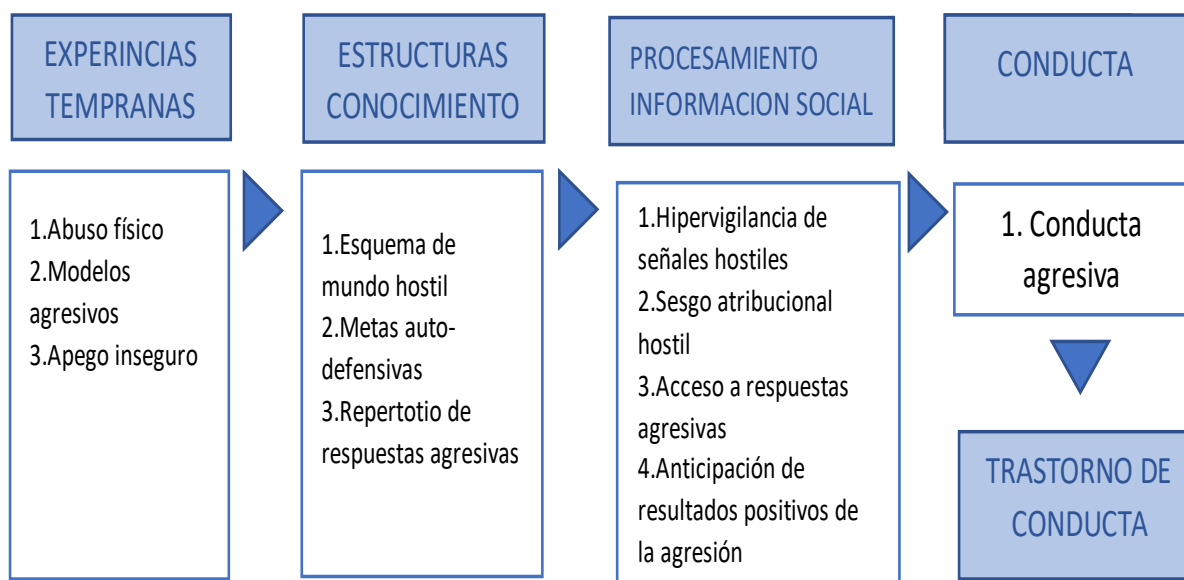 EXPERINCIAS
TEMPRANAS
1.Abuso físico
2.Modelos
agresivos
3.Apego inseguro
ESTRUCTURAS
CONOCIMIENTO
1.Esquema de
mundo hostil
2.Metas auto-
defensivas
3.Repertotio de
respuestas agresivas
PROCESAMIENTO
INFORMACION SOCIAL
1.Hipervigilancia de
señales hostiles
2.Sesgo atribucional
hostil
3.Acceso a respuestas
agresivas
4.Anticipación de
resultados positivos de
la agresión
CONDUCTA
1. Conducta
agresiva
TRASTORNO DE
CONDUCTA